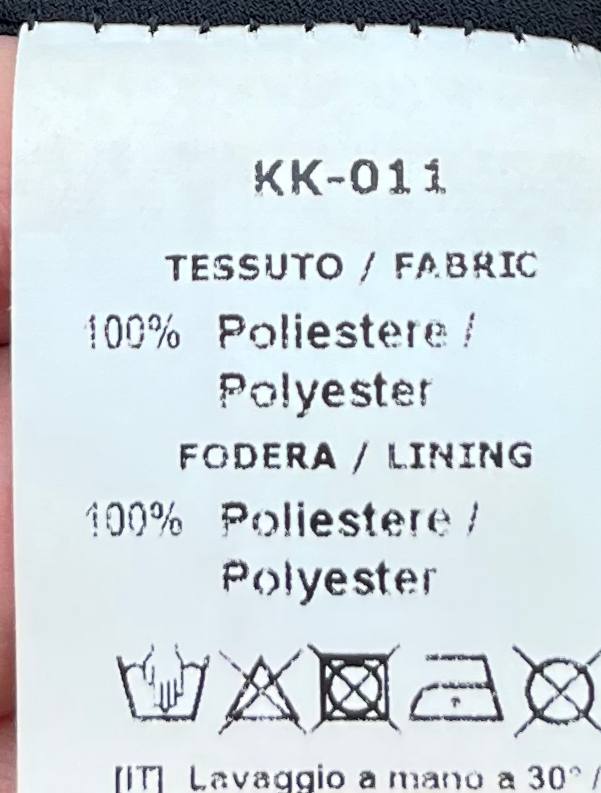 KK-011
TESSUTO / FABRIC
100% Poliestere /
Polyester
FODERA / LINING
100% Poliestere /
Polyester
[IT] Lavaggio a mano a 30° /